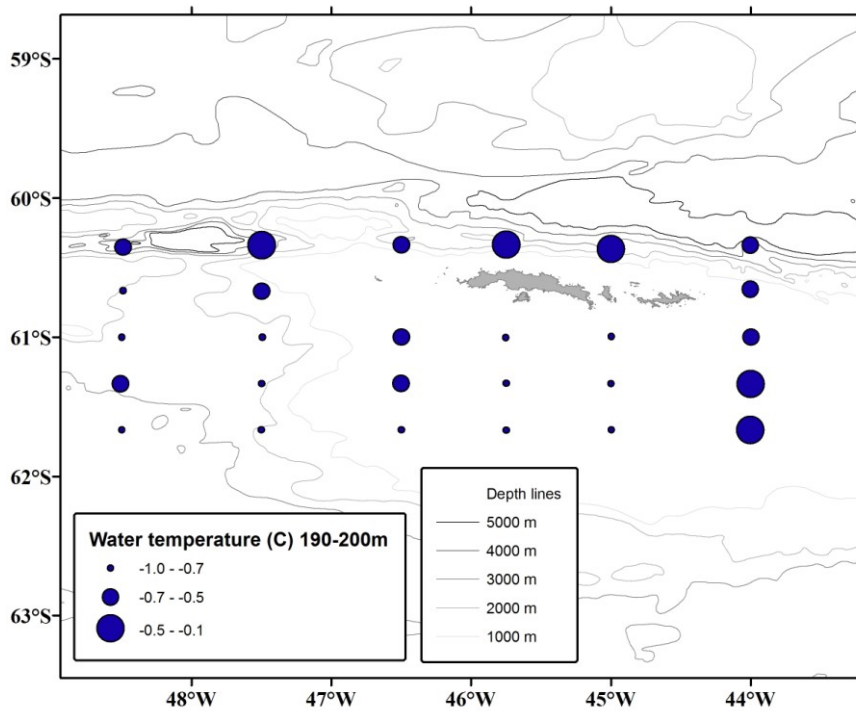 59°S
60°S
61°S
62°S
63°S
Depth lines
5000 m
4000 m
3000 m
2000 m
1000 m
Water temperature (C) 190-200m
-1.0 - -0.7
-0.7 - -0.5
-0.5 - -0.1
48°W
47°W
46°W
45°W
44°W